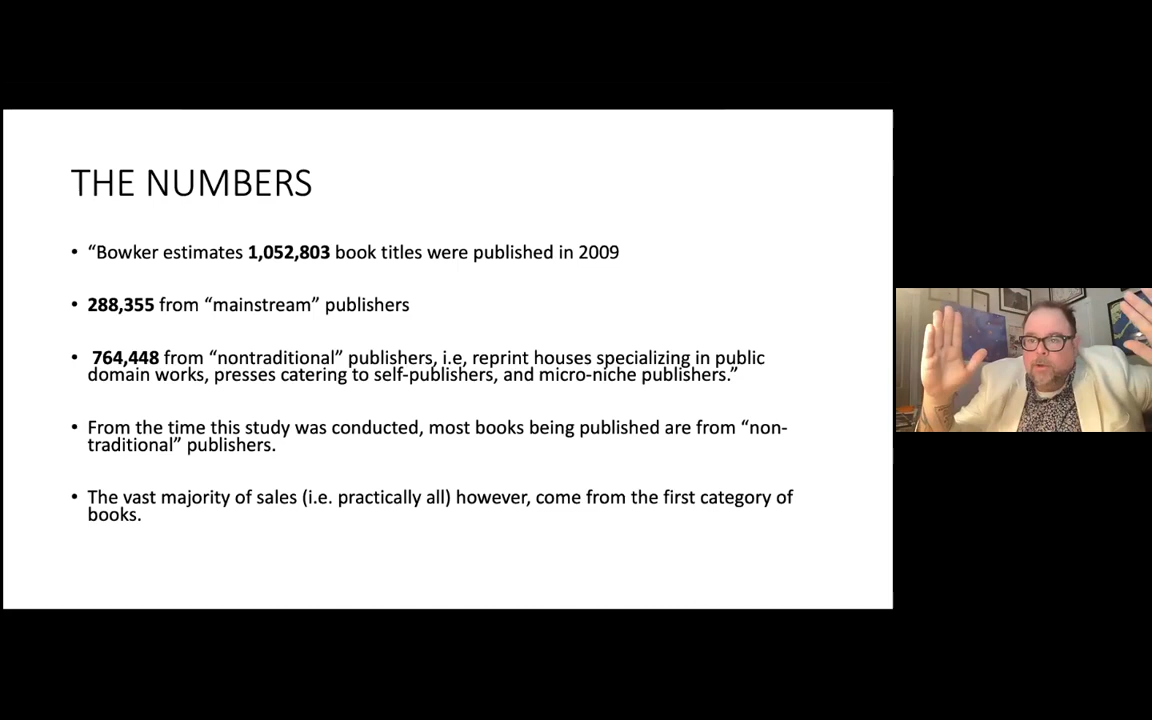 THE NUMBERS
• “Bowker estimates 1,052,803 book titles were published in 2009
• 288,355 from “mainstream” publishers
• 764,448 from “nontraditional” publishers, i.e, reprint houses specializing in public
domain works, presses catering to self-publishers, and micro-niche publishers.”
• From the time this study was conducted, most books being published are from “non-
traditional” publishers.
• The vast majority of sales (i.e. practically all) however, come from the first category of
books.